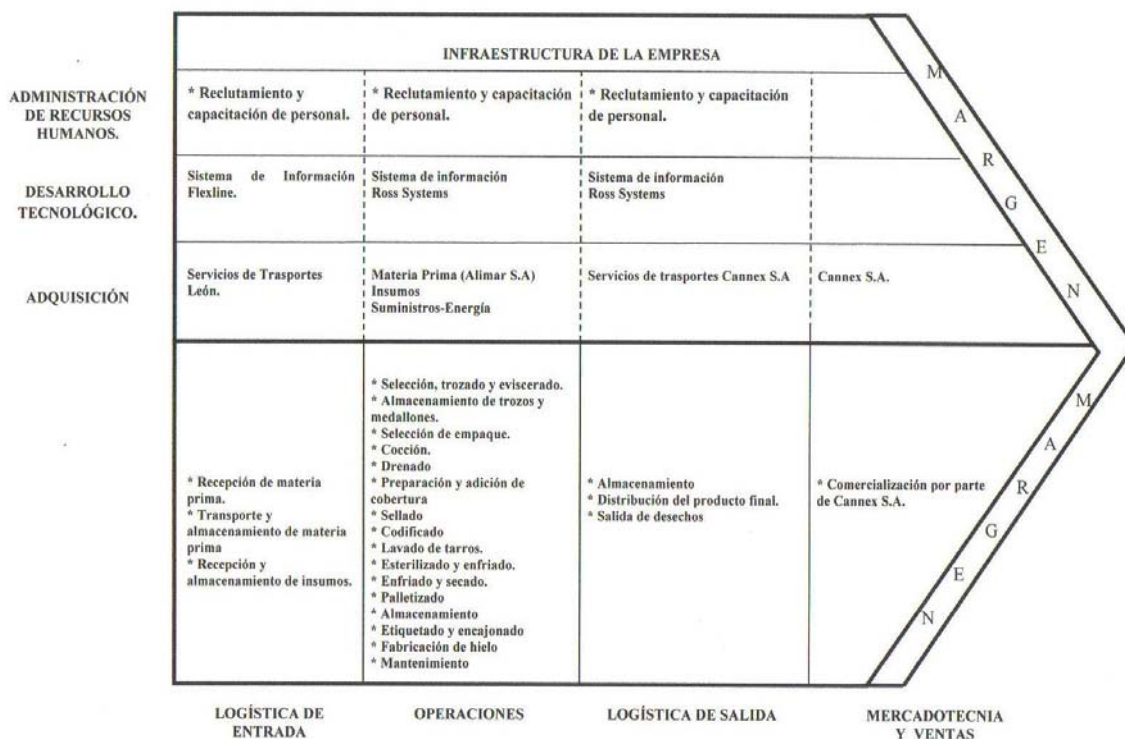 INFRAESTRUCTURA DE LA EMPRESA
ADMINISTRACIÓN
DE RECURSOS
HUMANOS.
* Reclutamiento y
capacitación de personal.
* Reclutamiento y capacitación
de personal.
* Reclutamiento y capacitación
de personal.
DESARROLLO
TECNOLÓGICO.
Sistema de Información
Flexline.
Sistema de información
Ross Systems
Sistema de información
Ross Systems
ADQUISICIÓN
Servicios de Trasportes
León.
Materia Prima (Alimar S.A)
Insumos
Suministros-Energía
Servicios de trasportes Cannex S.A
Cannex S.A.
M A R G E N
* Recepción de materia
prima.
* Transporte y
almacenamiento de materia
prima
* Recepción y
almacenamiento de insumos.
* Selección, trozado y eviscerado.
* Almacenamiento de trozos y
medallones.
* Selección de empaque.
* Cocción.
* Drenado
* Preparación y adición de
cobertura
* Sellado
* Codificado
* Lavado de tarros.
* Esterilizado y enfriado.
* Enfriado y secado.
* Palletizado
* Almacenamiento
* Etiquetado y encajonado
* Fabricación de hielo
* Mantenimiento
* Almacenamiento
* Distribución del producto final.
* Salida de desechos
* Comercialización por parte
de Cannex S.A.
M A R G E N
LOGÍSTICA DE
ENTRADA
OPERACIONES
LOGÍSTICA DE SALIDA
MERCADOTECNIA
Y VENTAS